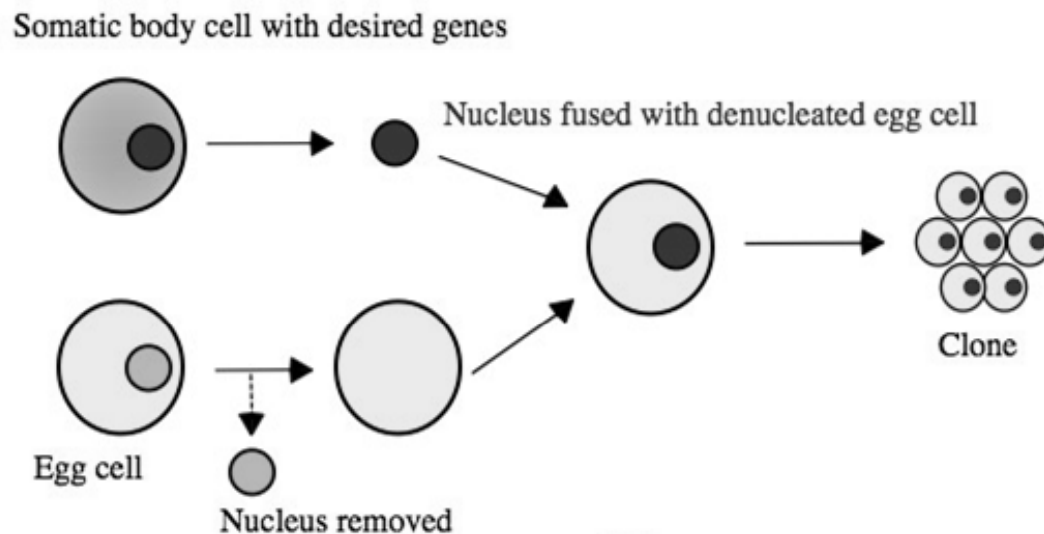 Somatic body cell with desired genes
Nucleus fused with denucleated egg cell
Clone
Egg cell
Nucleus removed